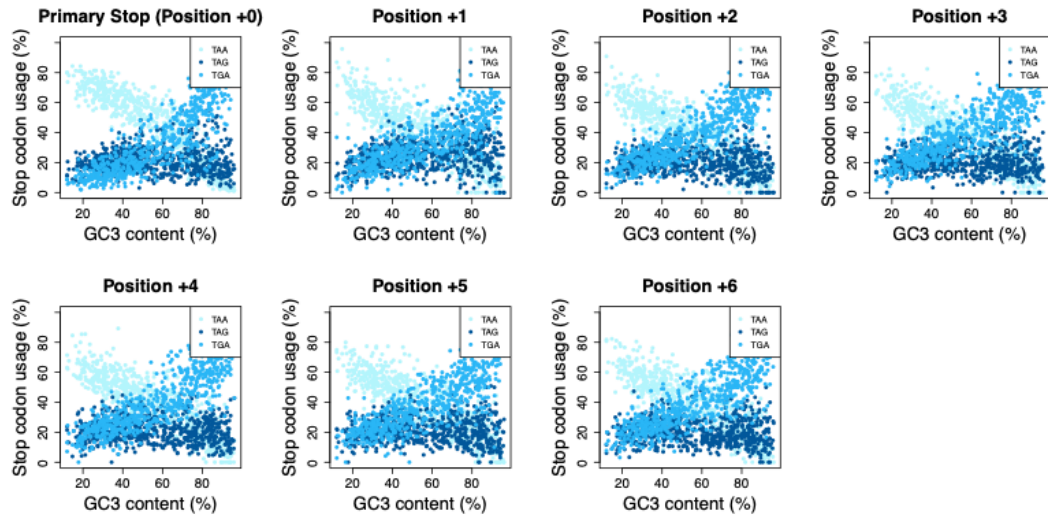 Primary Stop (Position +0)
Stop codon usage (%)
80
60
40
20
0
TAA
TAG
TGA
20 40 60 80
GC3 content (%)
Position +1
Stop codon usage (%)
80
60
40
20
0
TAA
TAG
TGA
20 40 60 80
GC3 content (%)
Position +2
Stop codon usage (%)
80
60
40
20
0
TAA
TAG
TGA
20 40 60 80
GC3 content (%)
Position +3
Stop codon usage (%)
80
60
40
20
0
TAA
TAG
TGA
20 40 60 80
GC3 content (%)
Position +4
Stop codon usage (%)
80
60
40
20
0
TAA
TAG
TGA
20 40 60 80
GC3 content (%)
Position +5
Stop codon usage (%)
80
60
40
20
0
TAA
TAG
TGA
20 40 60 80
GC3 content (%)
Position +6
Stop codon usage (%)
80
60
40
20
0
TAA
TAG
TGA
20 40 60 80
GC3 content (%)